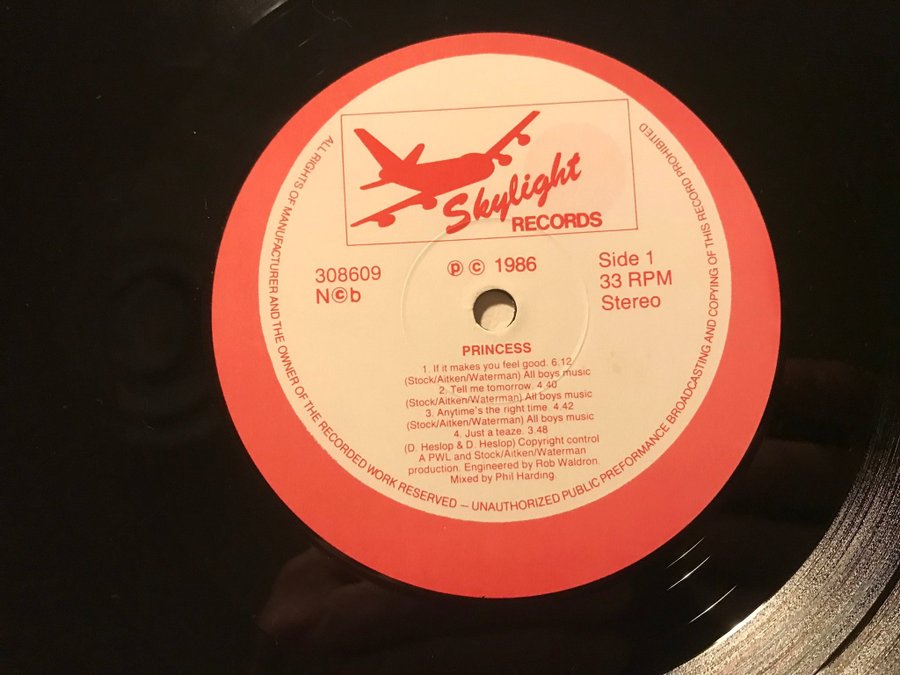 Skylight
RECORDS
308609
N©b
℗ © 1986
Side 1
33 RPM
Stereo
PRINCESS
1. If it makes you feel good. 6.12
(Stock/Aitken/Waterman) All boys music
2. Tell me tomorrow. 4.40
(Stock/Aitken/Waterman) All boys music
3. Anytime's the right time. 4.42
(Stock/Aitken/Waterman) All boys music
4. Just a teaze. 3.48
(D. Heslop & D. Heslop) Copyright control
A PWL and Stock/Aitken/Waterman
production. Engineered by Rob Waldron.
Mixed by Phil Harding.
ALL RIGHTS OF MANUFACTURER AND THE OWNER OF THE RECORDED WORK RESERVED – UNAUTHORIZED PUBLIC PREFORMANCE BROADCASTING AND COPYING OF THIS RECORD PROHIBITED